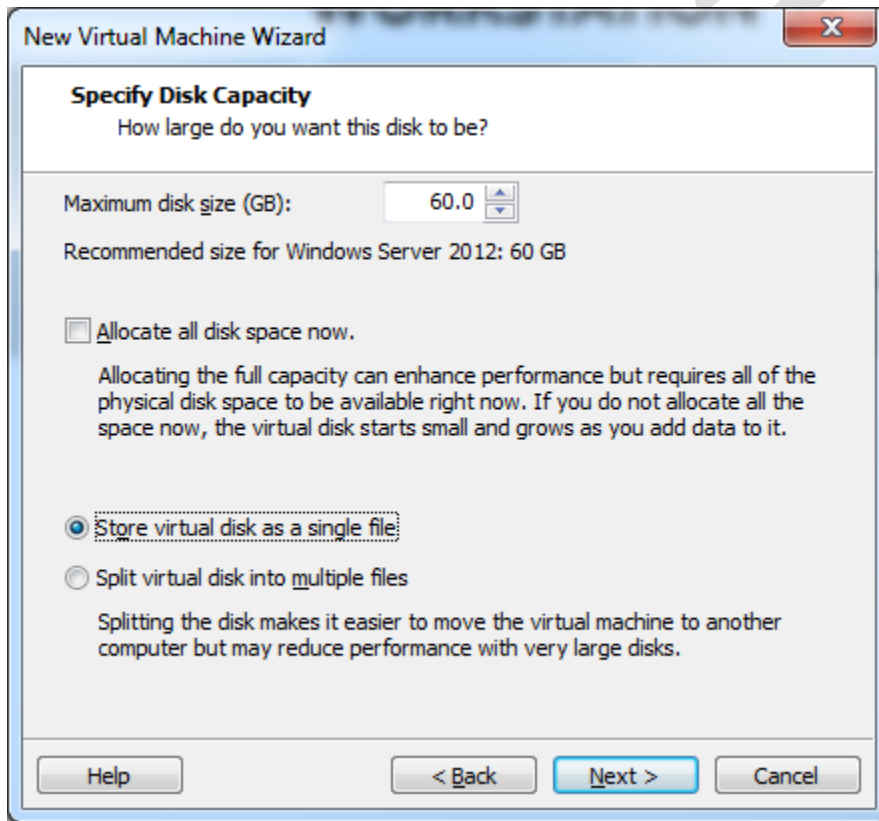 New Virtual Machine Wizard
Specify Disk Capacity
How large do you want this disk to be?
Maximum disk size (GB): 60.0
Recommended size for Windows Server 2012: 60 GB
Allocate all disk space now.
Allocating the full capacity can enhance performance but requires all of the
physical disk space to be available right now. If you do not allocate all the
space now, the virtual disk starts small and grows as you add data to it.
Store virtual disk as a single file
Split virtual disk into multiple files
Splitting the disk makes it easier to move the virtual machine to another
computer but may reduce performance with very large disks.
Help < Back Next > Cancel